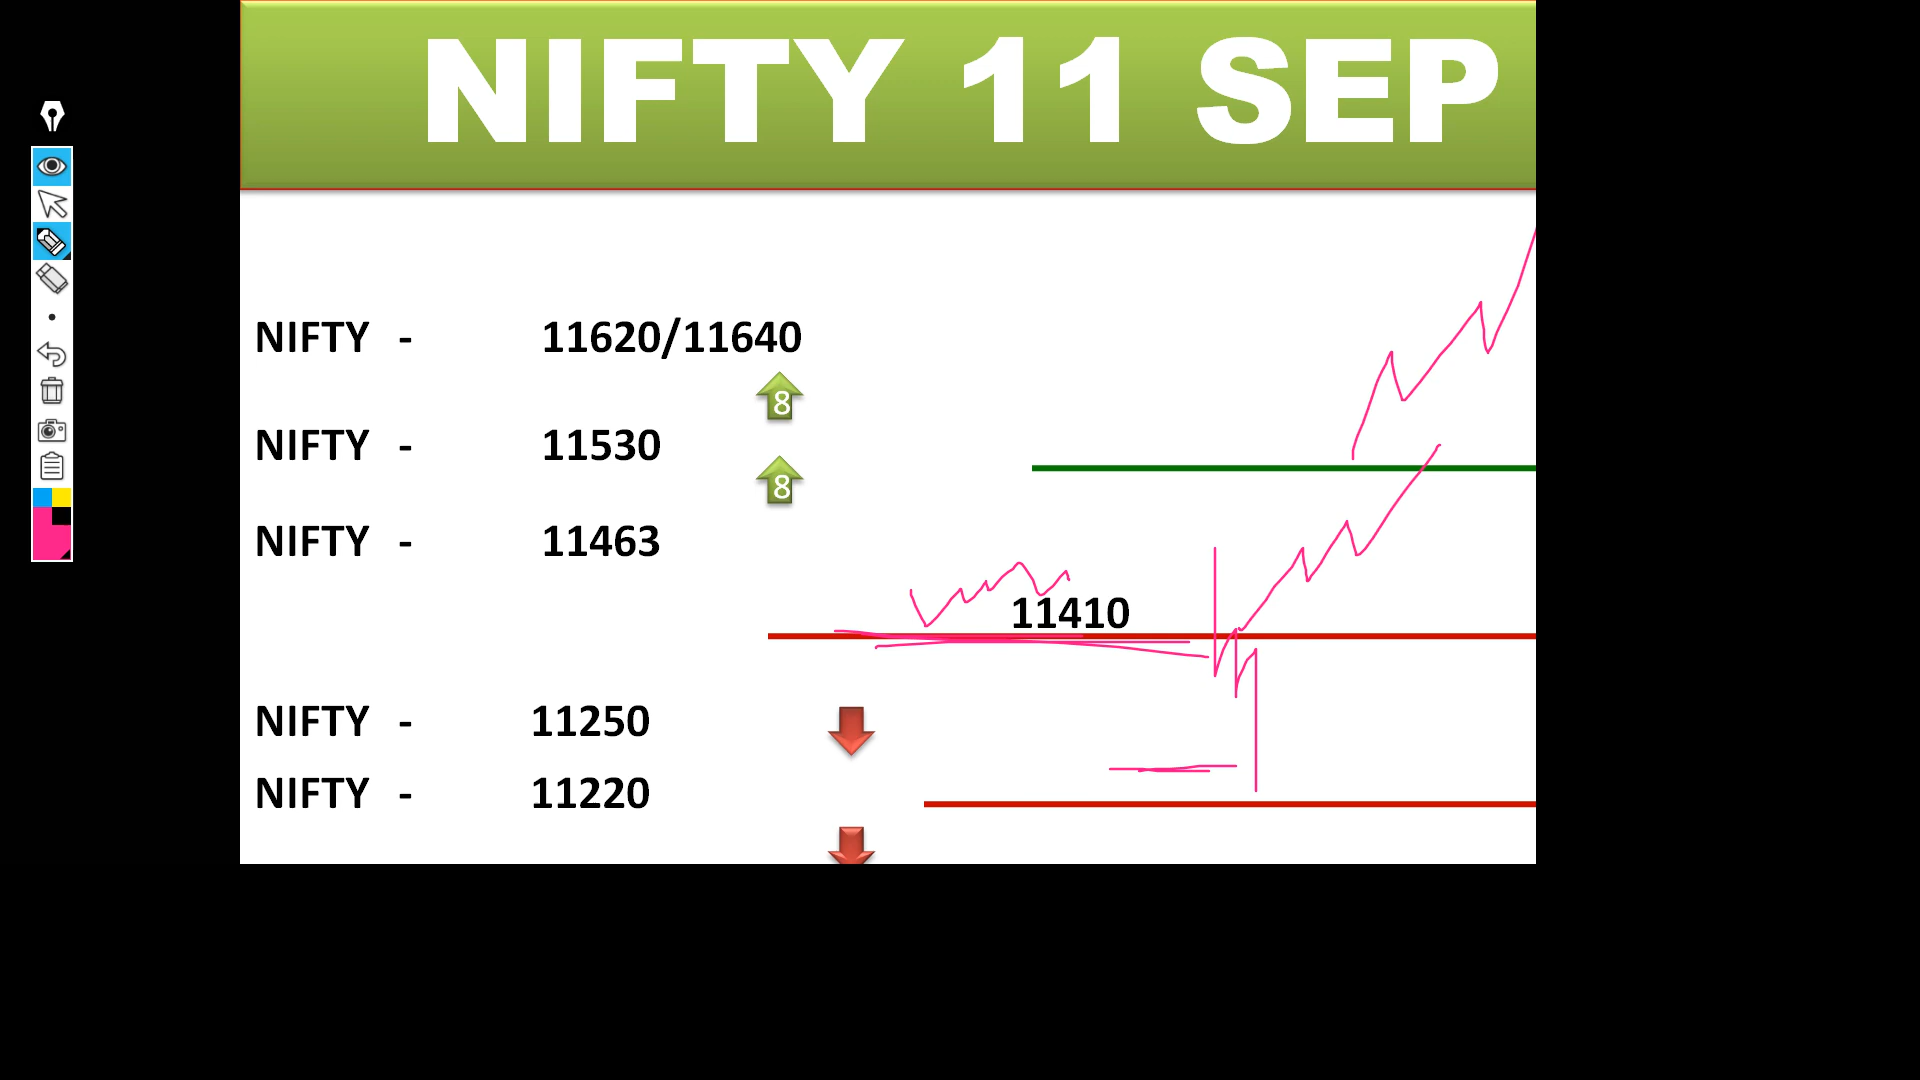 NIFTY 11 SEP
NIFTY - 11620/11640
8
NIFTY - 11530
8
NIFTY - 11463
11410
NIFTY - 11250
NIFTY - 11220